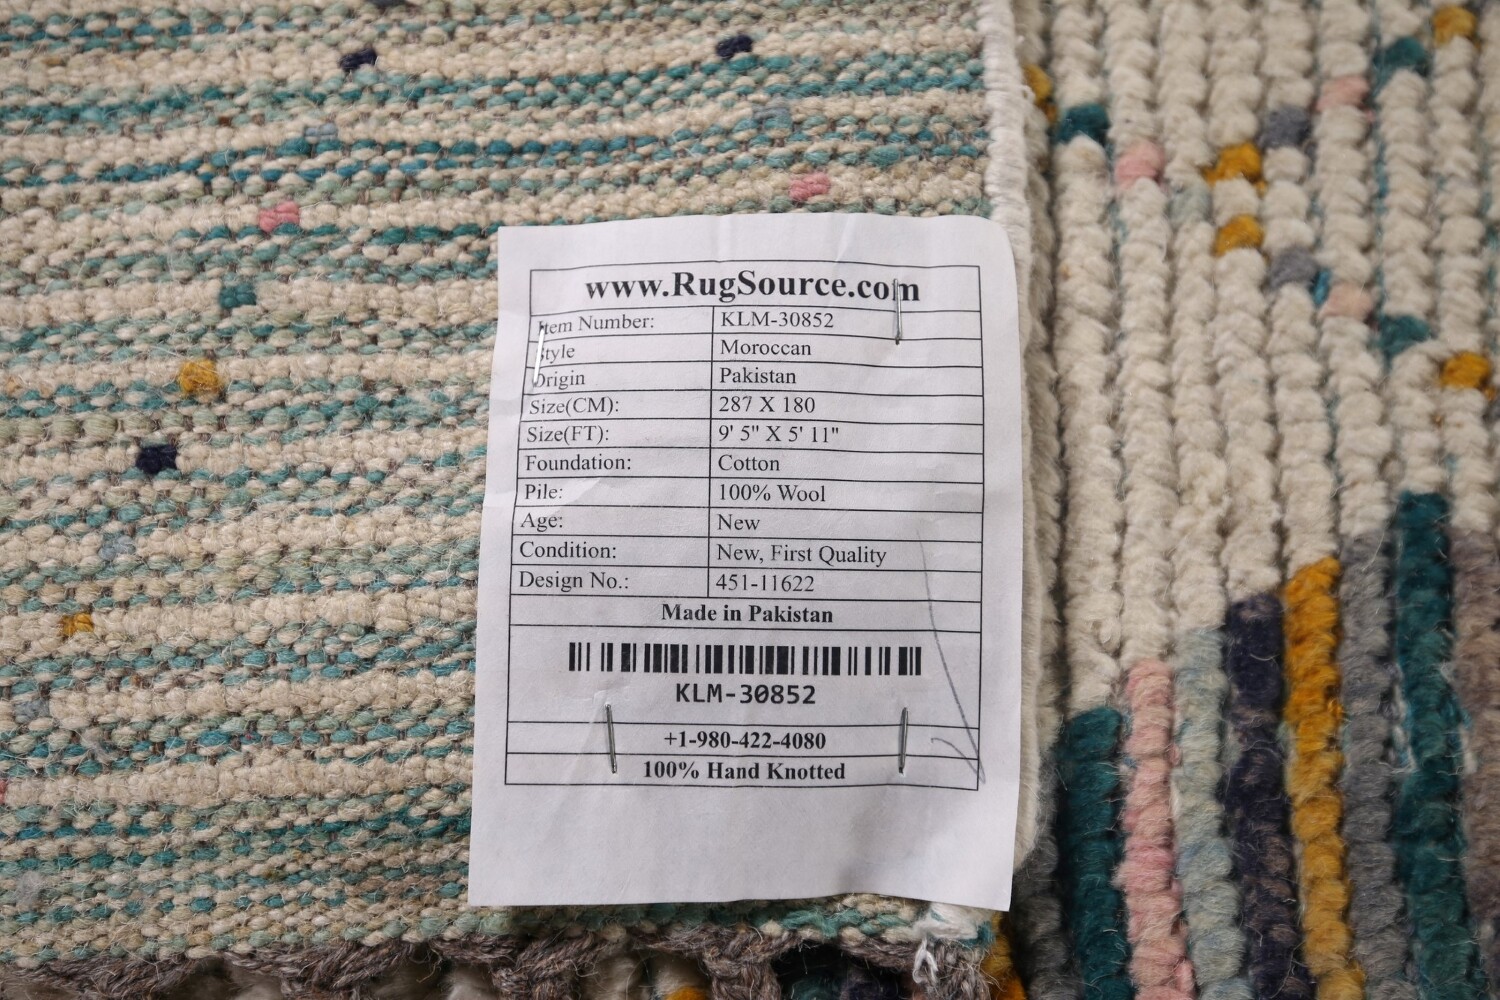 www.RugSource.com
Item Number: KLM-30852
Style Moroccan
Origin Pakistan
Size(CM): 287 X 180
Size(FT): 9' 5" X 5' 11"
Foundation: Cotton
Pile: 100% Wool
Age: New
Condition: New, First Quality
Design No.: 451-11622
Made in Pakistan
KLM-30852
+1-980-422-4080
100% Hand Knotted